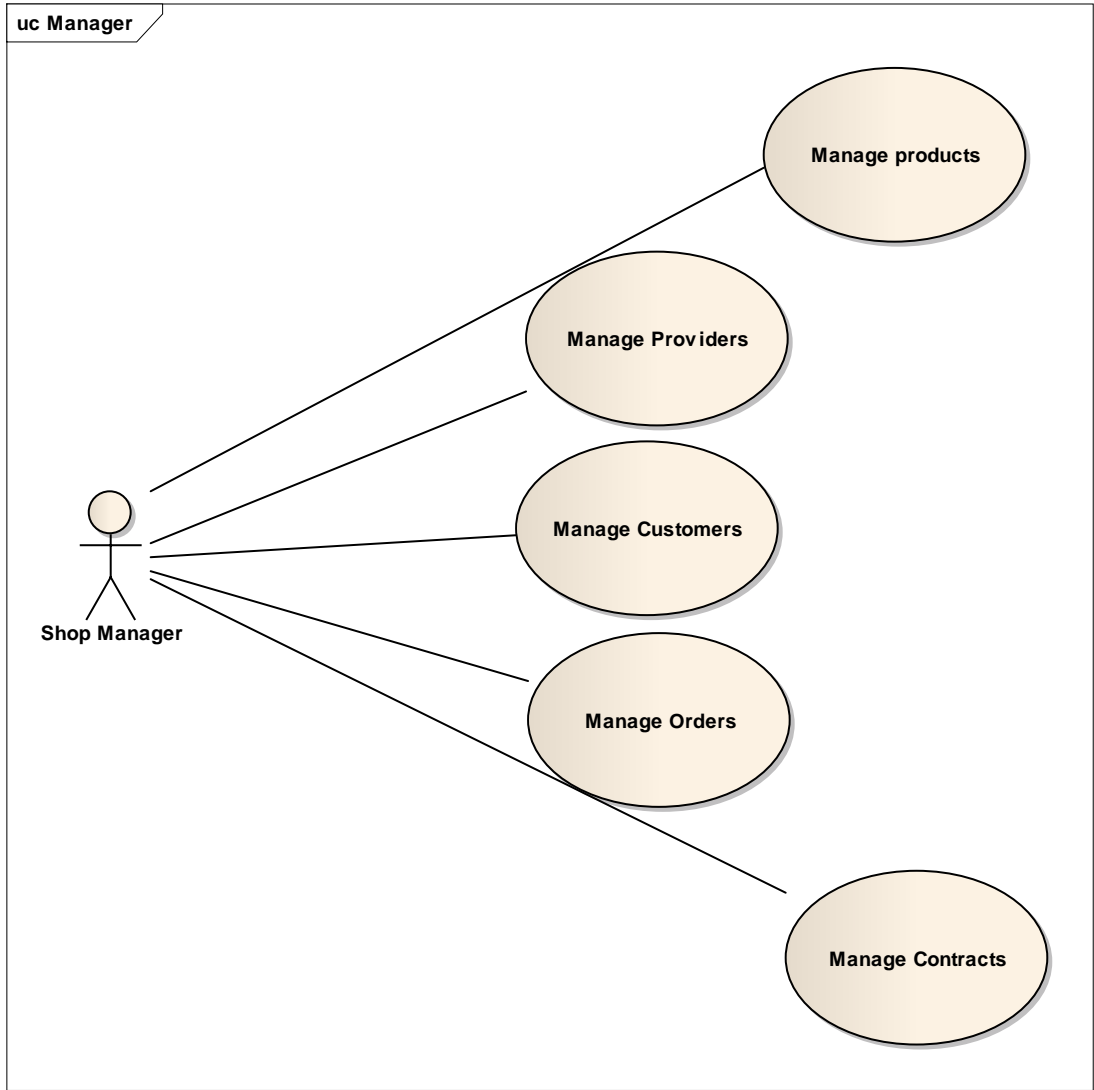 uc Manager
Manage products
Manage Providers
Manage Customers
Shop Manager
Manage Orders
Manage Contracts